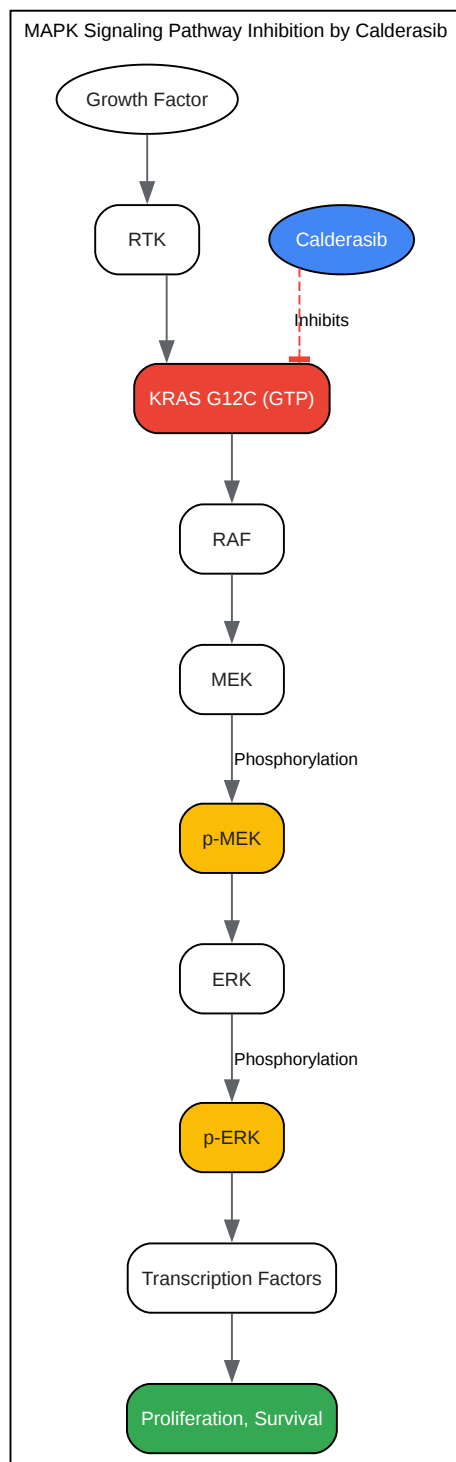 MAPK Signaling Pathway Inhibition by Calderasib
Growth Factor
RTK
Calderasib
Inhibits
KRAS G12C (GTP)
RAF
MEK
Phosphorylation
p-MEK
ERK
Phosphorylation
p-ERK
Transcription Factors
Proliferation, Survival